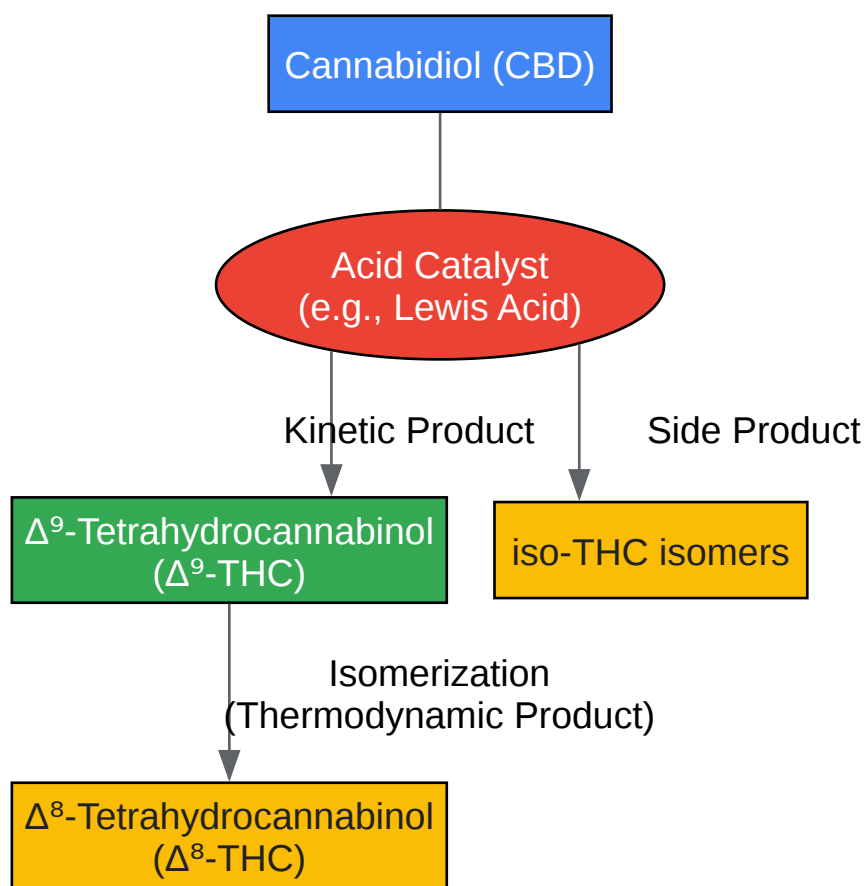 Cannabidiol (CBD)
Acid Catalyst
(e.g., Lewis Acid)
Kinetic Product
Side Product
Δ⁹-Tetrahydrocannabinol
(Δ⁹-THC)
iso-THC isomers
Isomerization
(Thermodynamic Product)
Δ⁸-Tetrahydrocannabinol
(Δ⁸-THC)